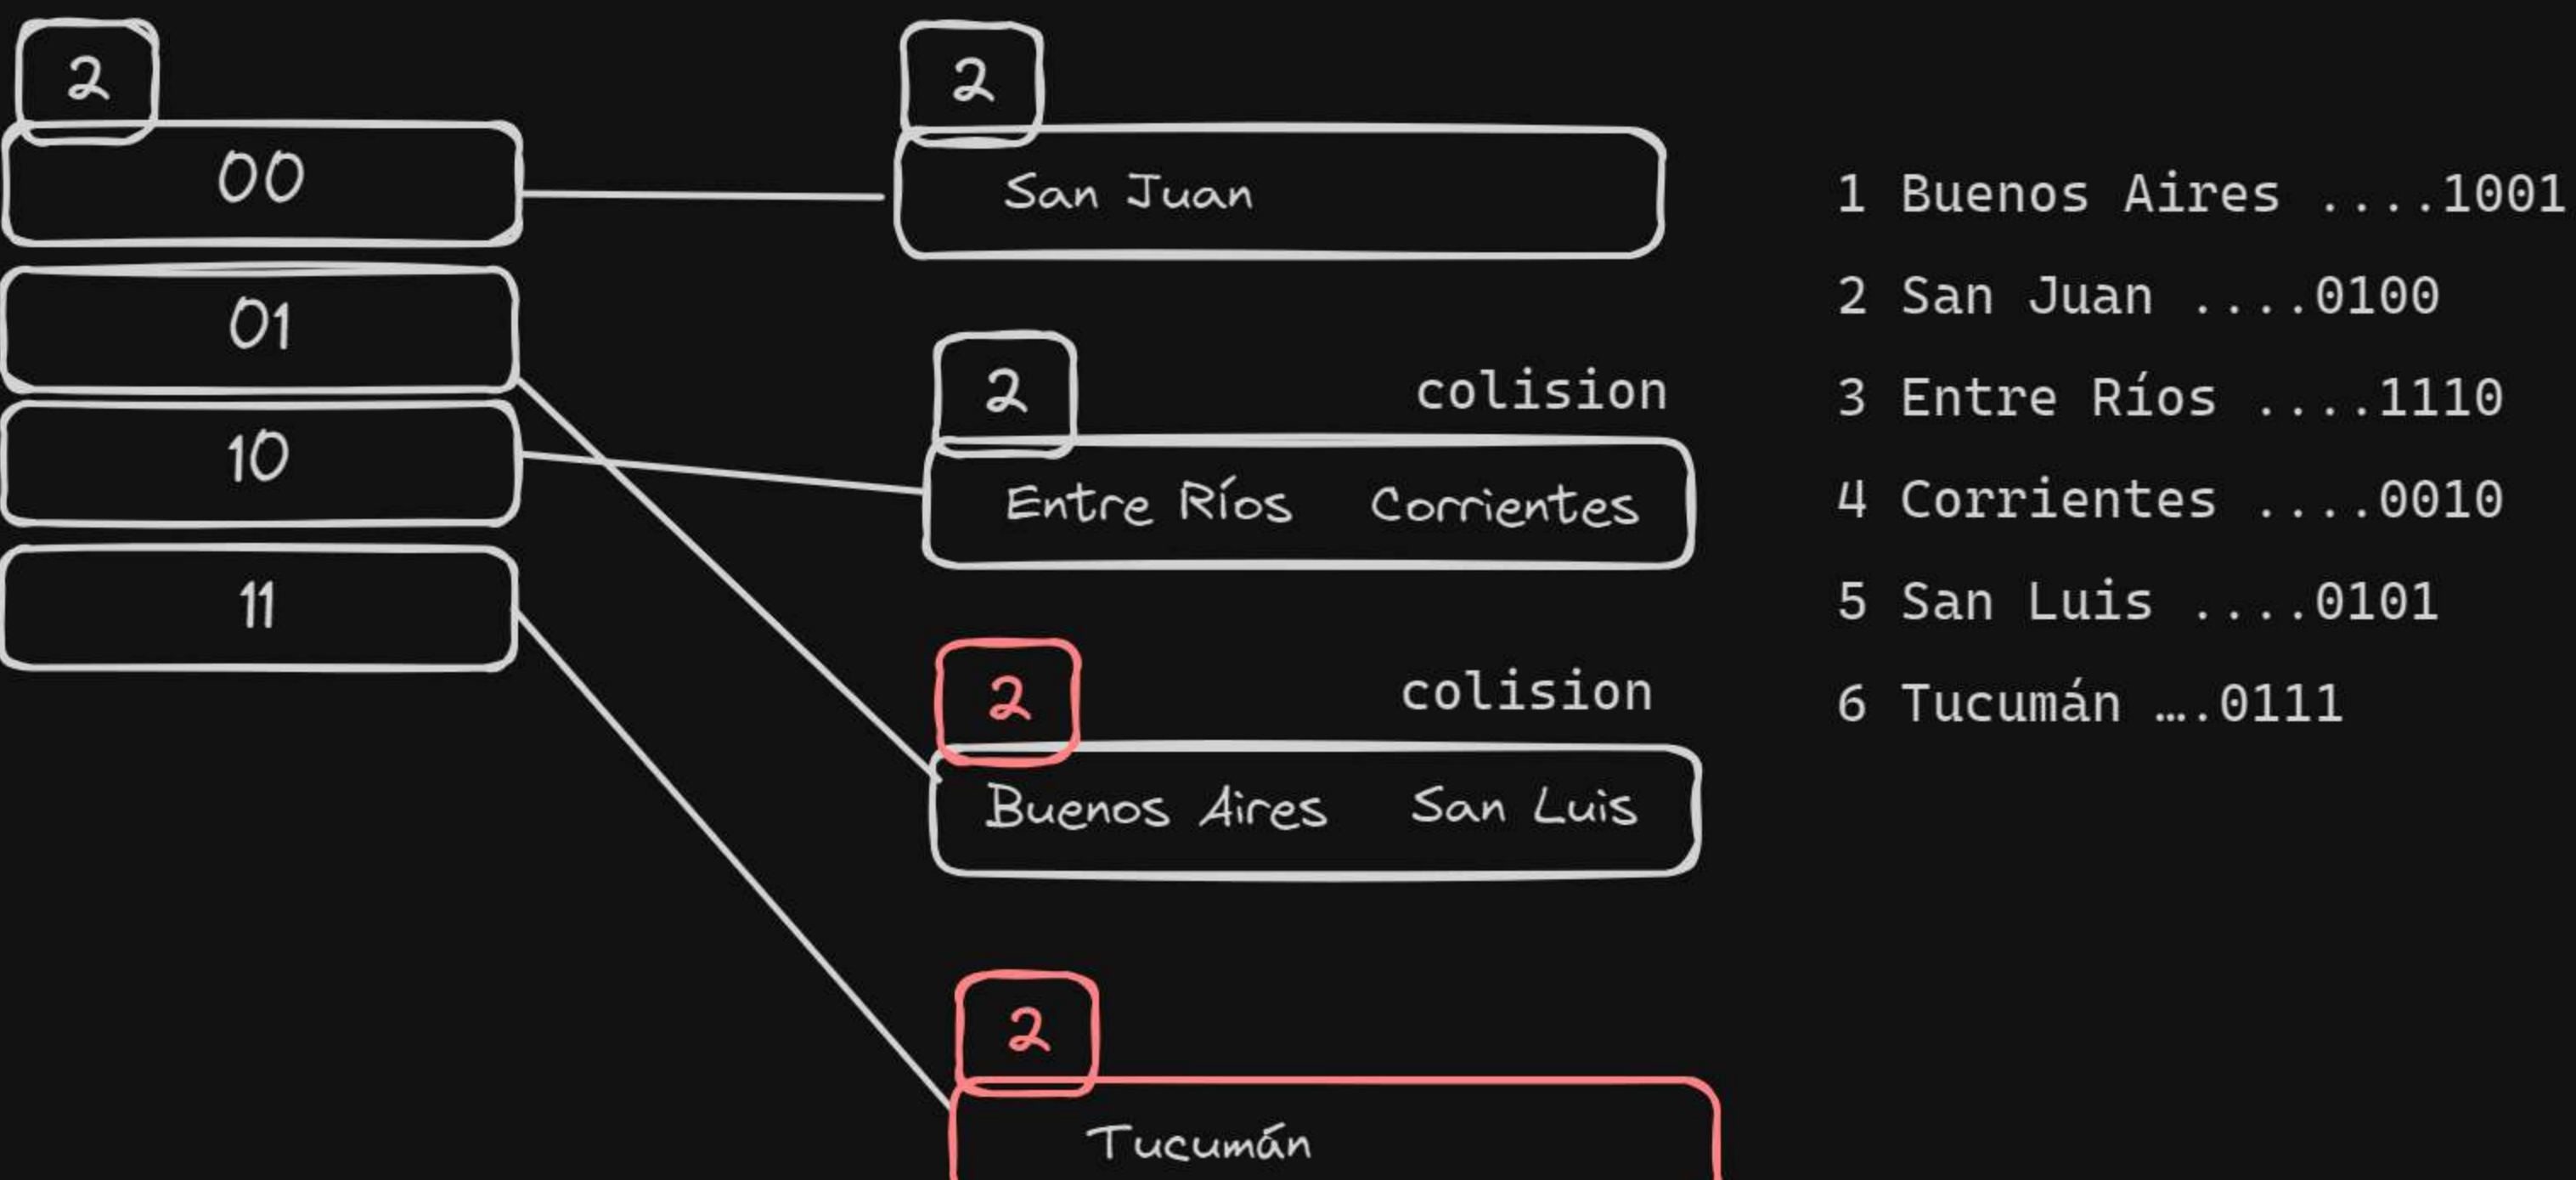 2
00
01
10
11
2
San Juan
2
colision
Entre Ríos Corrientes
2
colision
Buenos Aires San Luis
2
Tucumán
1 Buenos Aires ....1001
2 San Juan ....0100
3 Entre Ríos ....1110
4 Corrientes ....0010
5 San Luis ....0101
6 Tucumán ….0111